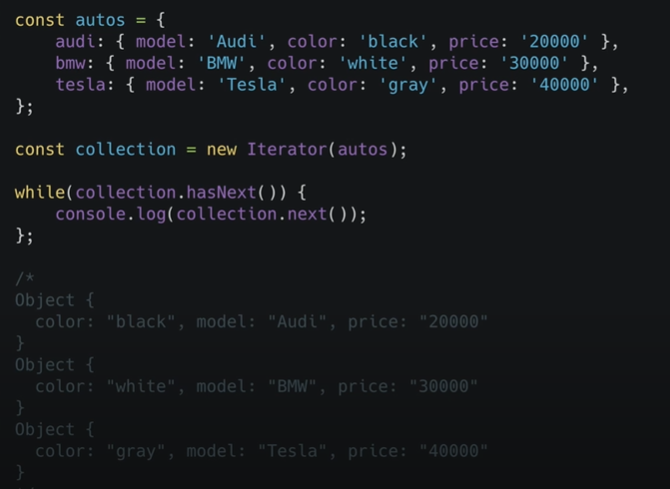 const autos = {
    audi: { model: 'Audi', color: 'black', price: '20000' },
    bmw: { model: 'BMW', color: 'white', price: '30000' },
    tesla: { model: 'Tesla', color: 'gray', price: '40000' },
};

const collection = new Iterator(autos);

while(collection.hasNext()) {
    console.log(collection.next());
};

/*
Object {
  color: "black", model: "Audi", price: "20000"
}
Object {
  color: "white", model: "BMW", price: "30000"
}
Object {
  color: "gray", model: "Tesla", price: "40000"
}